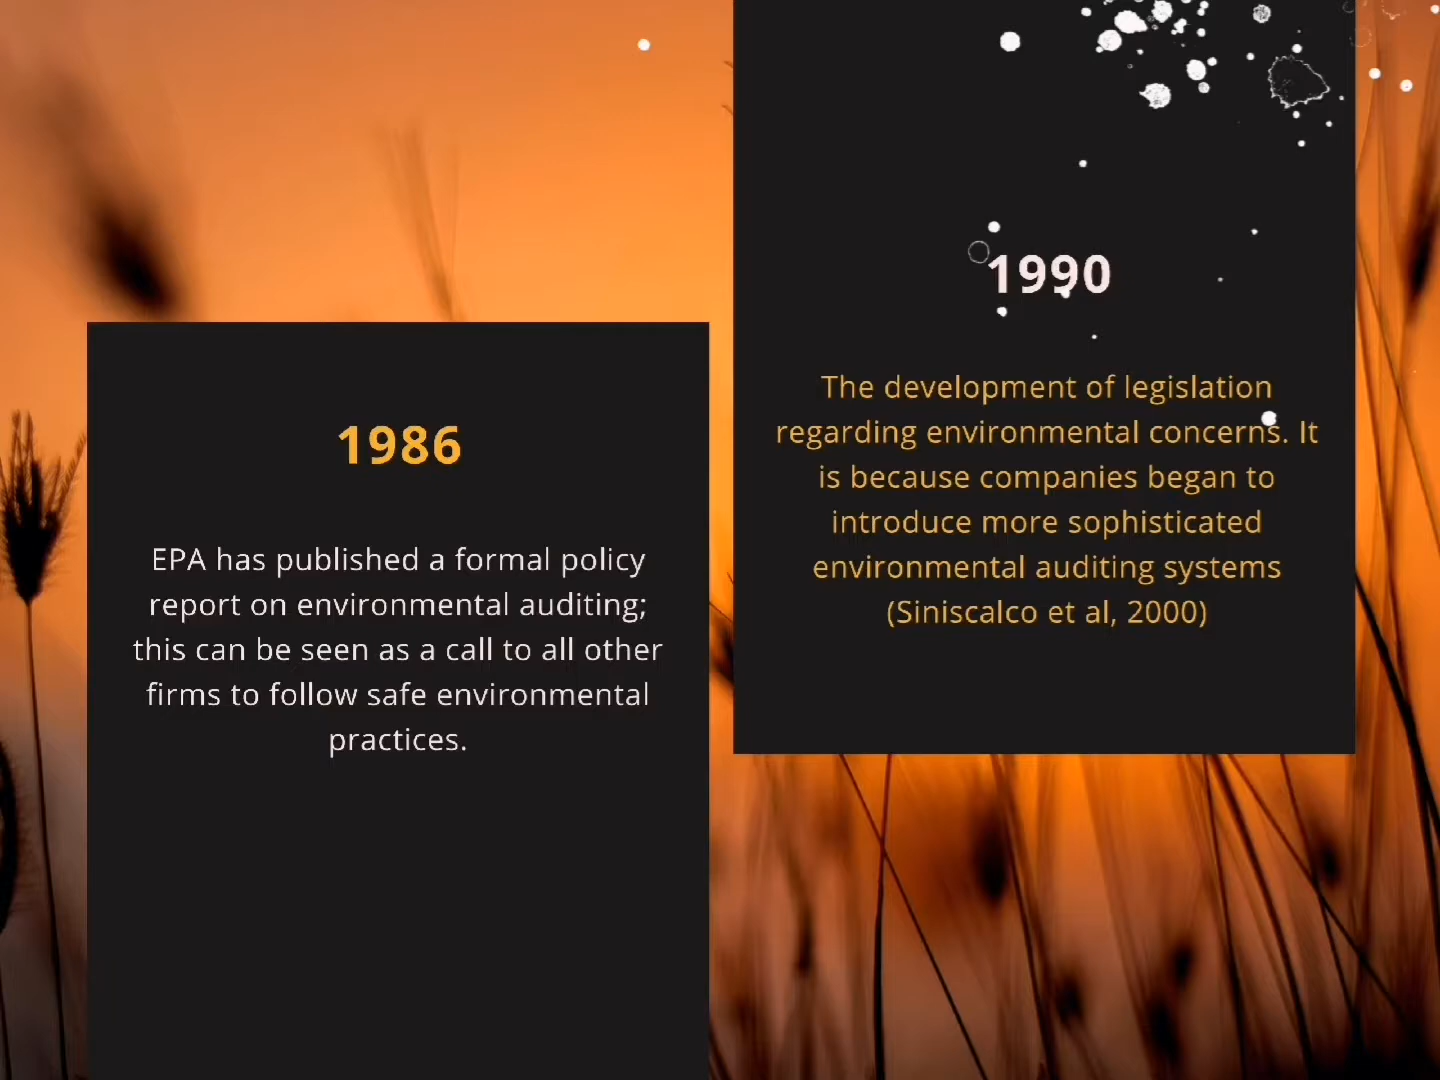 1986
EPA has published a formal policy
report on environmental auditing;
this can be seen as a call to all other
firms to follow safe environmental
practices.
1990
The development of legislation
regarding environmental concerns. It
is because companies began to
introduce more sophisticated
environmental auditing systems
(Siniscalco et al, 2000)